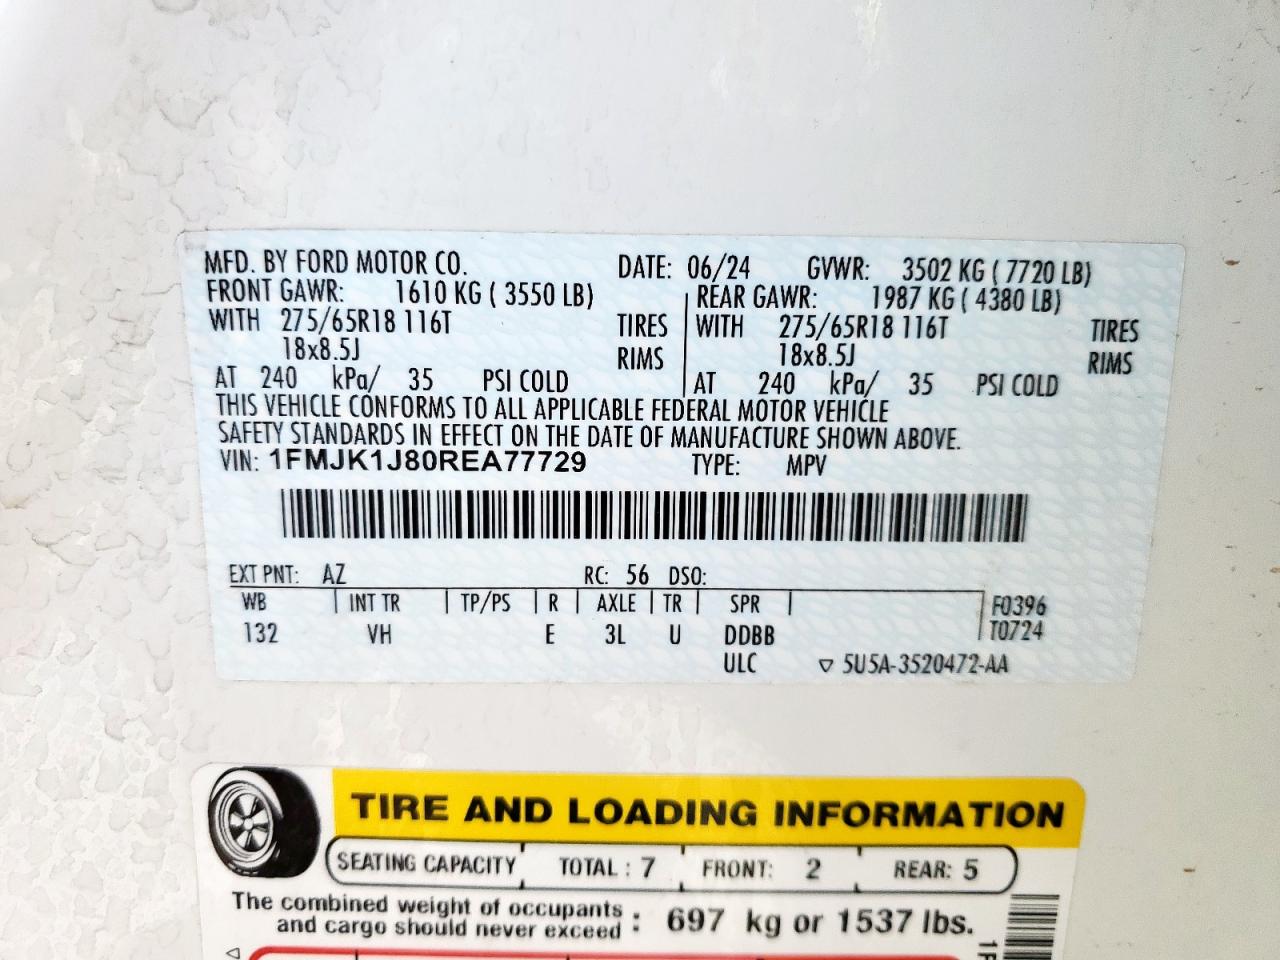 MFD. BY FORD MOTOR CO. DATE: 06/24 GVWR: 3502 KG ( 7720 LB)
FRONT GAWR: 1610 KG ( 3550 LB) REAR GAWR: 1987 KG ( 4380 LB)
WITH 275/65R18 116T TIRES WITH 275/65R18 116T TIRES
18x8.5J RIMS 18x8.5J RIMS
AT 240 kPa/ 35 PSI COLD AT 240 kPa/ 35 PSI COLD
THIS VEHICLE CONFORMS TO ALL APPLICABLE FEDERAL MOTOR VEHICLE
SAFETY STANDARDS IN EFFECT ON THE DATE OF MANUFACTURE SHOWN ABOVE.
VIN: 1FMJK1J80REA77729 TYPE: MPV
EXT PNT: AZ RC: 56 DSO:
WB INT TR TP/PS R AXLE TR SPR F0396
132 VH E 3L U DDBB T0724
ULC ▽ 5U5A-3520472-AA
TIRE AND LOADING INFORMATION
SEATING CAPACITY TOTAL : 7 FRONT: 2 REAR: 5
The combined weight of occupants
and cargo should never exceed : 697 kg or 1537 lbs.